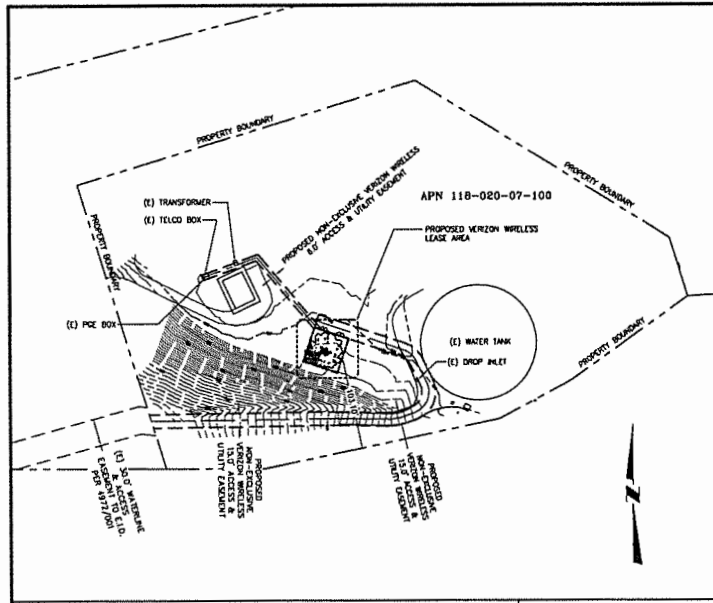 PROPERTY BOUNDARY
PROPERTY BOUNDARY
(E) TRANSFORMER
(E) TELCO BOX
PROPOSED NON-EXCLUSIVE VERIZON WIRELESS
6.0' ACCESS & UTILITY EASEMENT
APN 118-020-07-100
PROPERTY BOUNDARY
PROPOSED VERIZON WIRELESS
LEASE AREA
(E) PGE BOX
(E) WATER TANK
(E) DROP INLET
PROPERTY BOUNDARY
(E) 30.0' WATERLINE
& ACCESS
EASEMENT TO E.I.D.
PER 4972/001
PROPOSED
NON-EXCLUSIVE
VERIZON WIRELESS
15.0' ACCESS &
UTILITY EASEMENT
PROPOSED
NON-EXCLUSIVE
VERIZON WIRELESS
15.0' ACCESS &
UTILITY EASEMENT